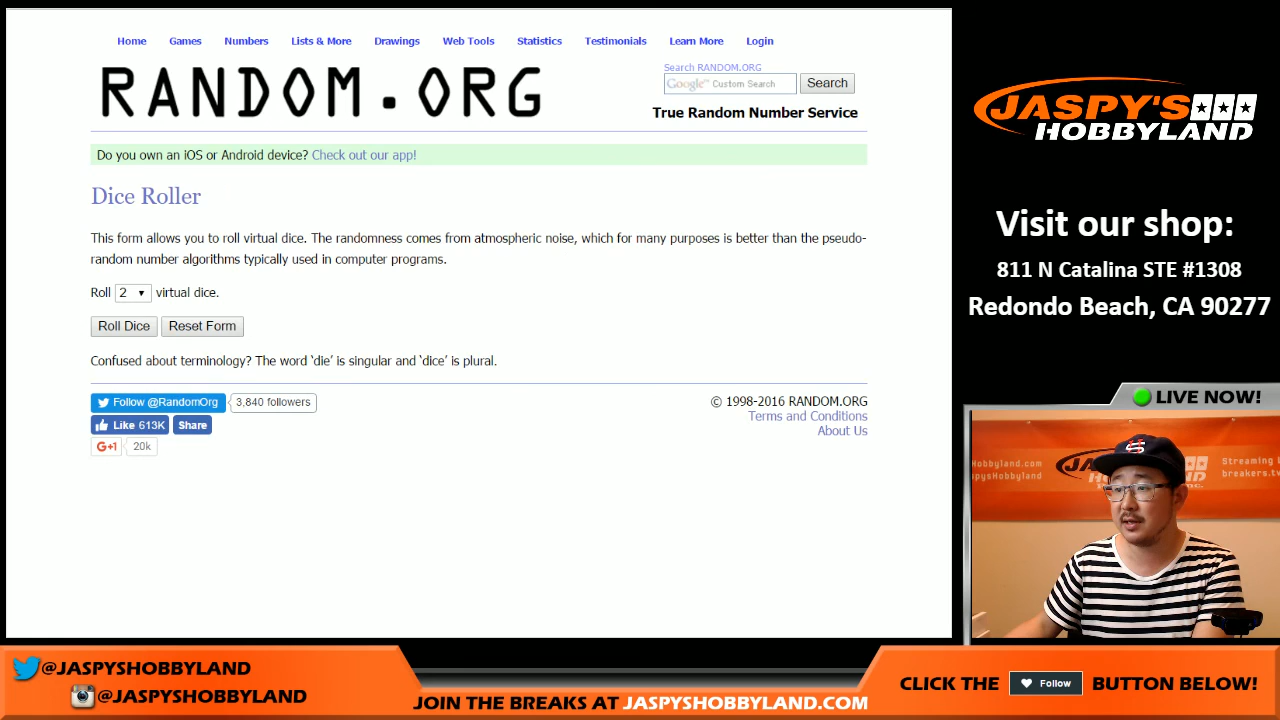 Home Games Numbers Lists & More Drawings Web Tools Statistics Testimonials Learn More Login
RANDOM.ORG
Search RANDOM.ORG
Google™ Custom Search Search
True Random Number Service
Do you own an iOS or Android device? Check out our app!
Dice Roller
This form allows you to roll virtual dice. The randomness comes from atmospheric noise, which for many purposes is better than the pseudo-
random number algorithms typically used in computer programs.
Roll 2 virtual dice.
Roll Dice Reset Form
Confused about terminology? The word ‘die’ is singular and ‘dice’ is plural.
Follow @RandomOrg 3,840 followers
Like 613K Share
G+1 20k
© 1998-2016 RANDOM.ORG
Terms and Conditions
About Us
JASPY'S
HOBBYLAND
Visit our shop:
811 N Catalina STE #1308
Redondo Beach, CA 90277
LIVE NOW!
Hobbyland.com
spysHobbyland
Streaming
breakers.tv
@JASPYSHOBBYLAND
@JASPYSHOBBYLAND
JOIN THE BREAKS AT JASPYSHOBBYLAND.COM
CLICK THE Follow BUTTON BELOW!